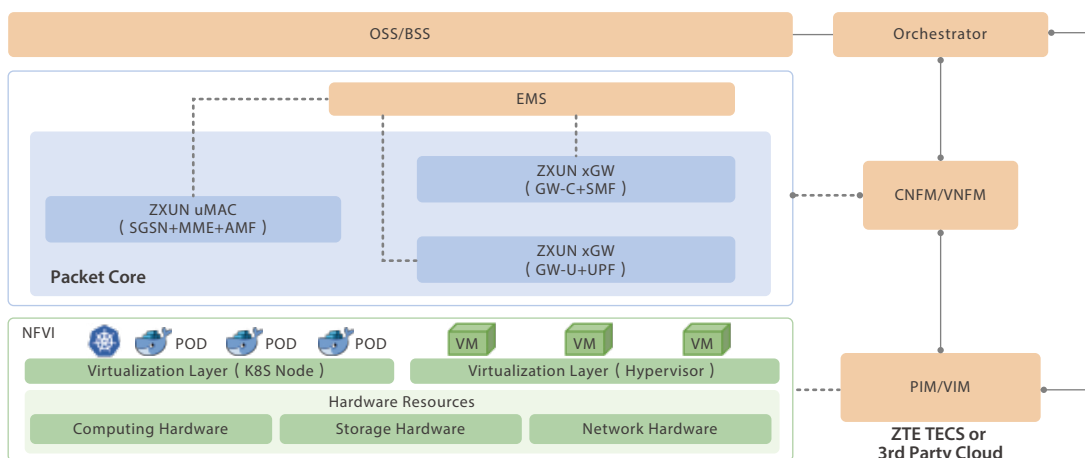 OSS/BSS
Orchestrator
EMS
ZXUN xGW
( GW-C+SMF )
ZXUN uMAC
( SGSN+MME+AMF )
CNFM/VNFM
ZXUN xGW
( GW-U+UPF )
Packet Core
NFVI
POD
POD
POD
VM
VM
VM
Virtualization Layer ( K8S Node )
Virtualization Layer ( Hypervisor )
PIM/VIM
Hardware Resources
Computing Hardware
Storage Hardware
Network Hardware
ZTE TECS or
3rd Party Cloud